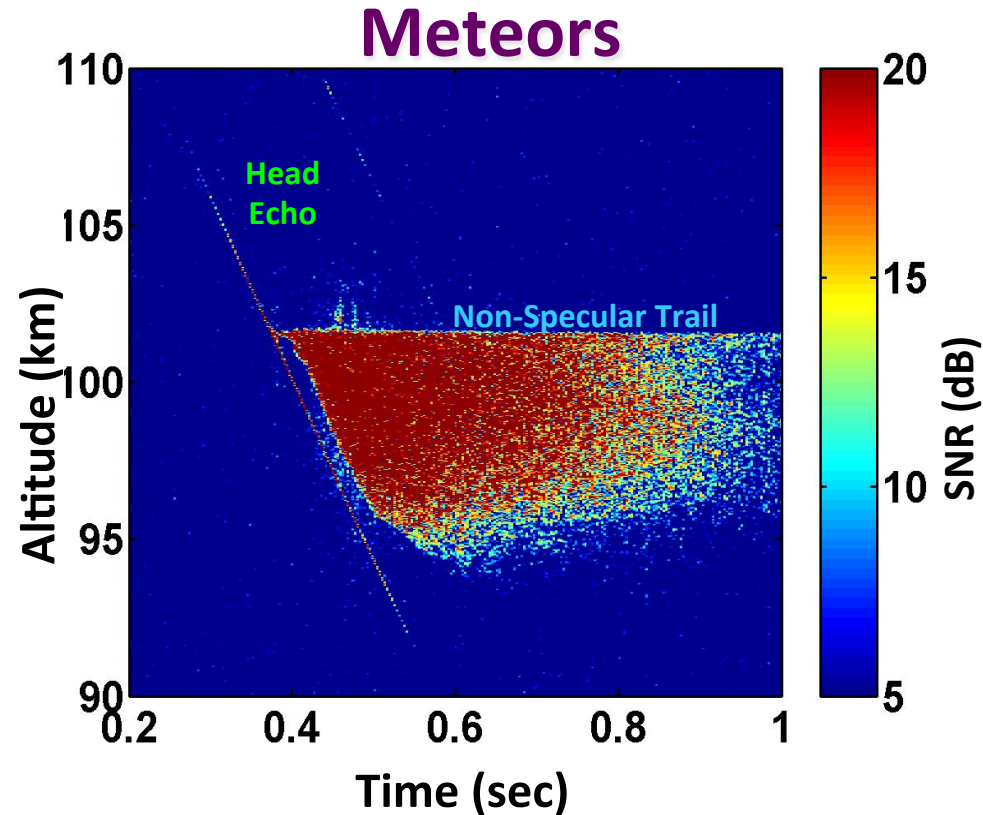 Meteors
110
105
100
95
90
Altitude (km)
Head
Echo
Non-Specular Trail
0.2
0.4
0.6
0.8
1
Time (sec)
20
15
10
5
SNR (dB)